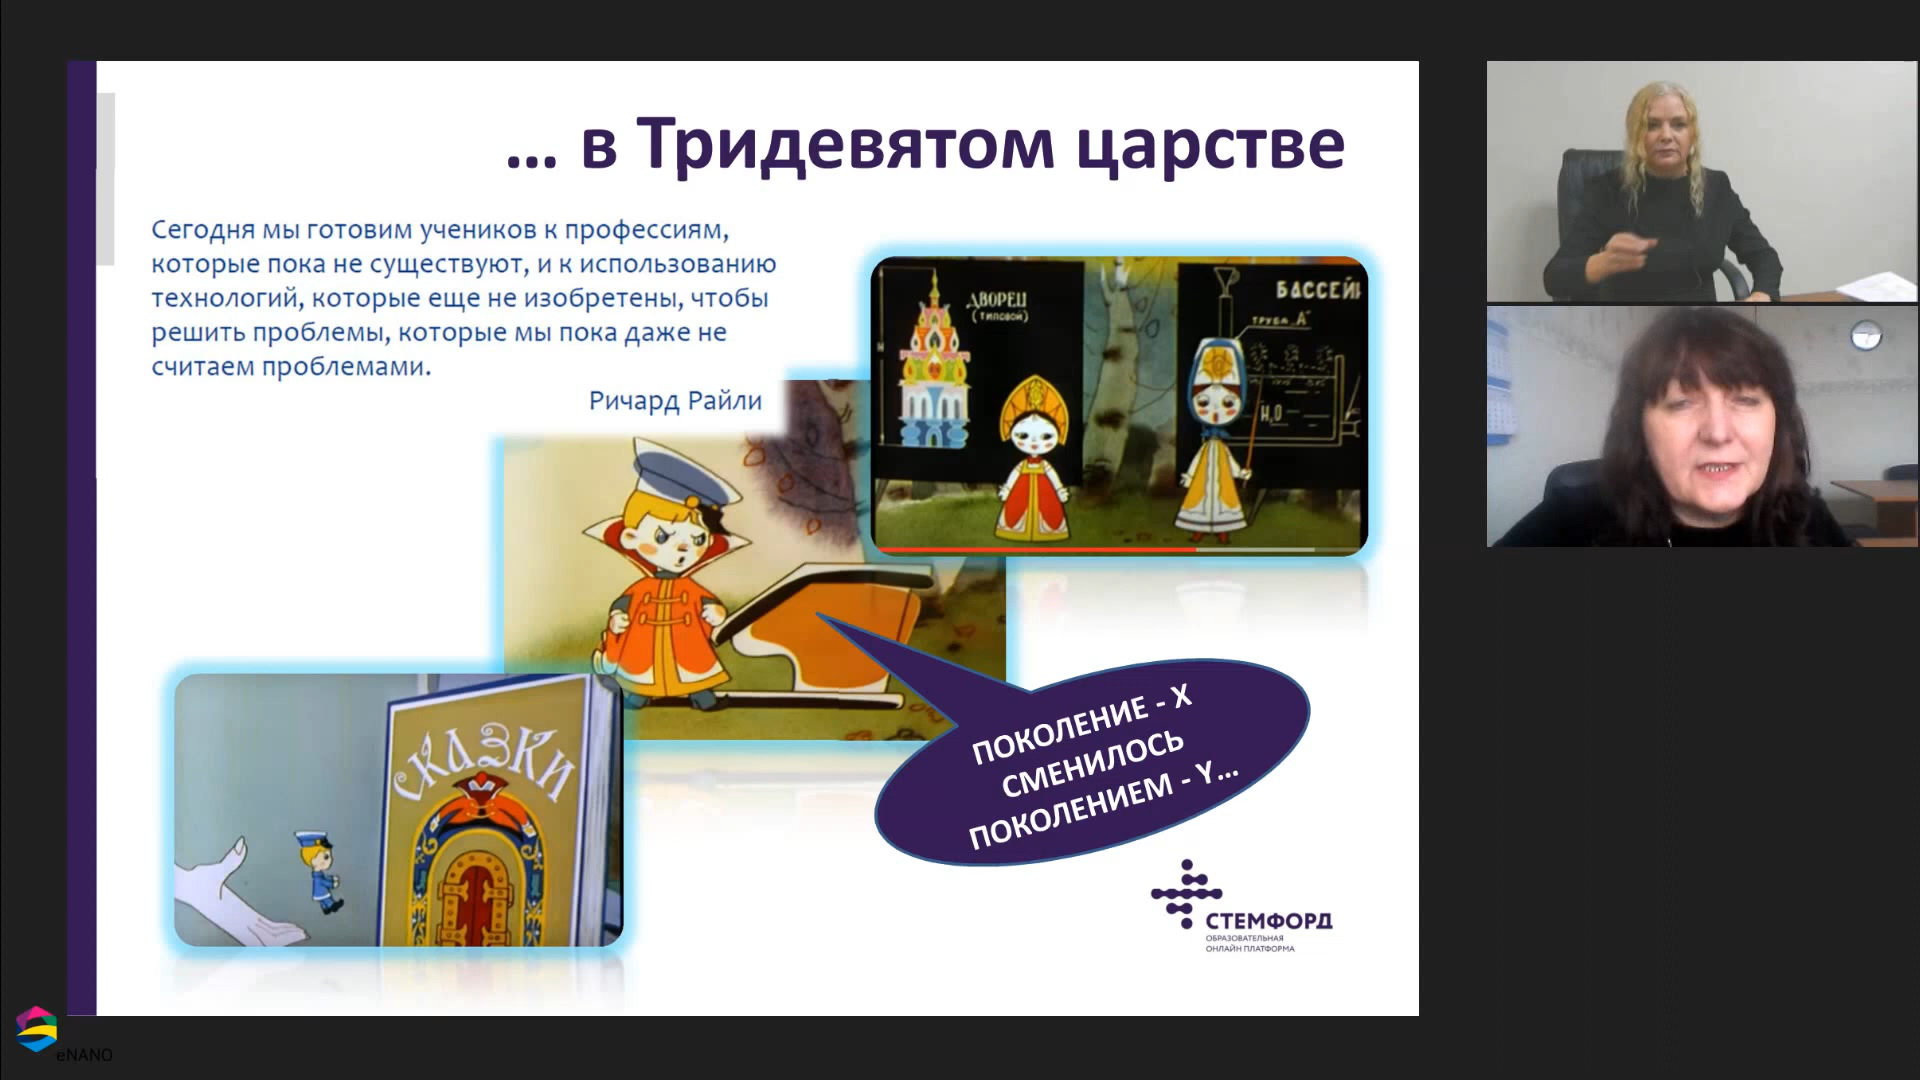 ... в Тридевятом царстве
Сегодня мы готовим учеников к профессиям,
которые пока не существуют, и к использованию
технологий, которые еще не изобретены, чтобы
решить проблемы, которые мы пока даже не
считаем проблемами.
Ричард Райли
ДВОРЕЦ
(ТИПОВОЙ)
БАССЕЙН
ТРУБА „А"
H₂O
СКАЗКИ
ПОКОЛЕНИЕ - X
СМЕНИЛОСЬ
ПОКОЛЕНИЕМ - Y...
СТЕМФОРД
ОБРАЗОВАТЕЛЬНАЯ
ОНЛАЙН ПЛАТФОРМА
eNANO